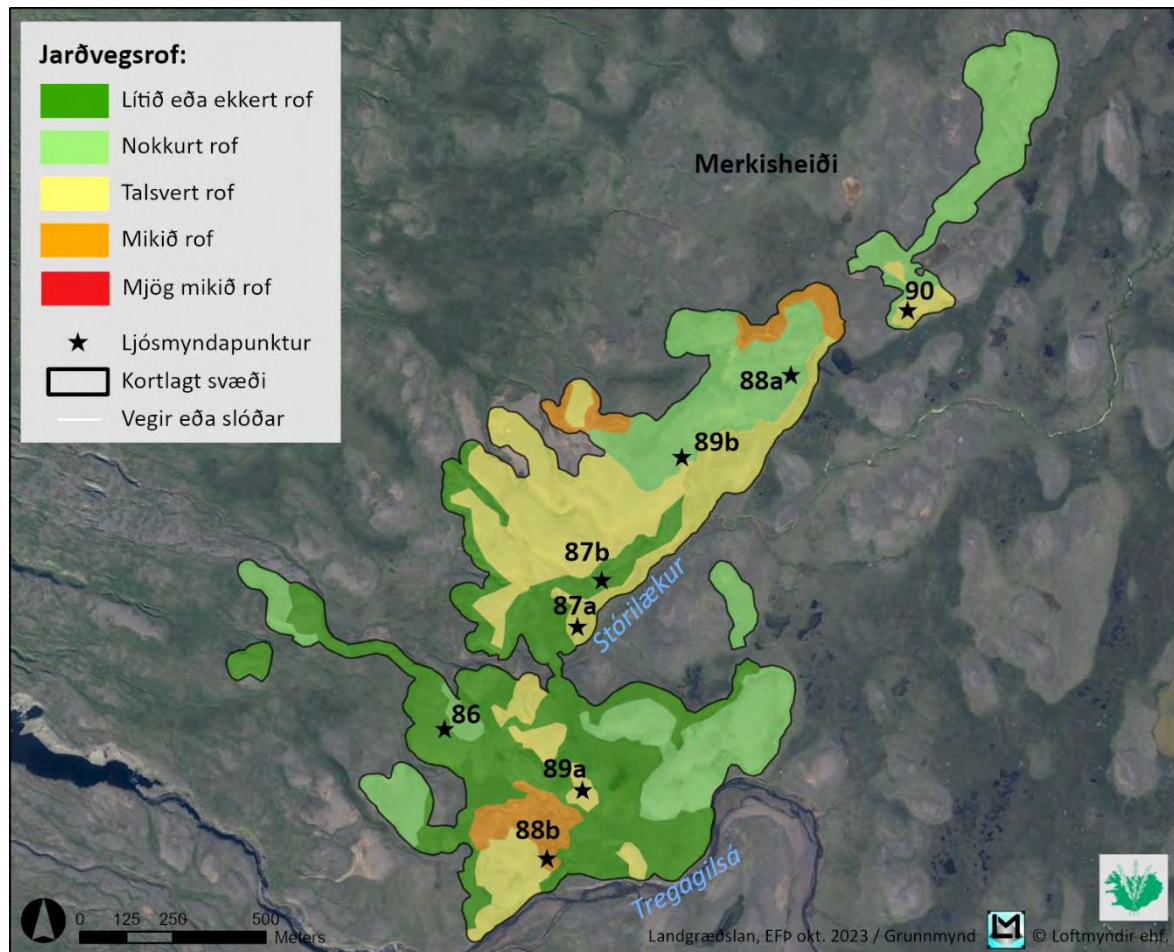 Jarðvegsrof:
Lítið eða ekkert rof
Nokkurt rof
Talsvert rof
Mikið rof
Mjög mikið rof
Ljósmyndapunktur
Kortlagt svæði
Vegir eða slóðar
Merkisheiði
90
88a
89b
87b
87a
Stórilækur
86
89a
88b
Tregagilsá
0 125 250 500
Meters
Landgræðslan, EFÞ okt. 2023 / Grunnmynd © Loftmyndir ehf